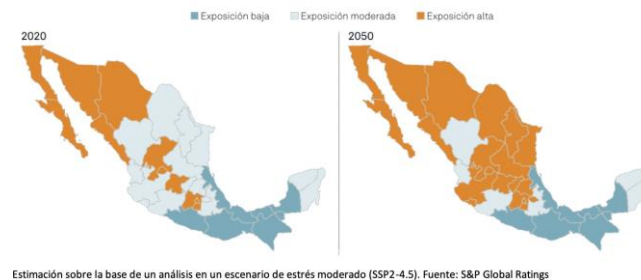 Exposición baja Exposición moderada Exposición alta
2020 2050
Estimación sobre la base de un análisis en un escenario de estrés moderado (SSP2-4.5). Fuente: S&P Global Ratings